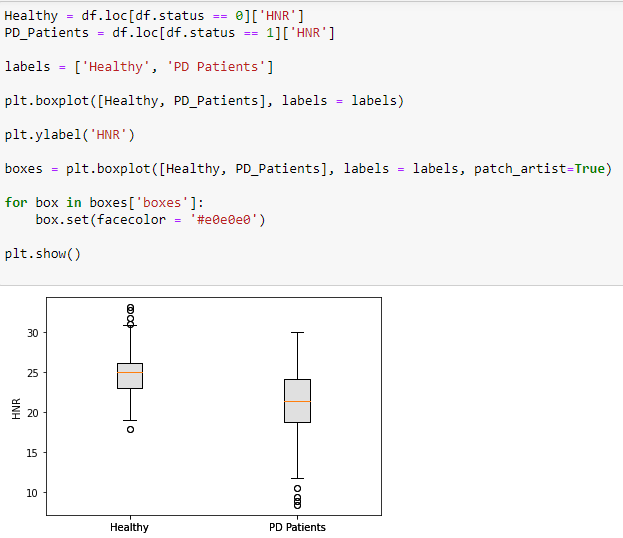 Healthy = df.loc[df.status == 0]['HNR']
PD_Patients = df.loc[df.status == 1]['HNR']
labels = ['Healthy', 'PD Patients']
plt.boxplot([Healthy, PD_Patients], labels = labels)
plt.ylabel('HNR')
boxes = plt.boxplot([Healthy, PD_Patients], labels = labels, patch_artist=True)
for box in boxes['boxes']:
    box.set(facecolor = '#e0e0e0')
plt.show()
30
25
HNR
20
15
10
Healthy PD Patients